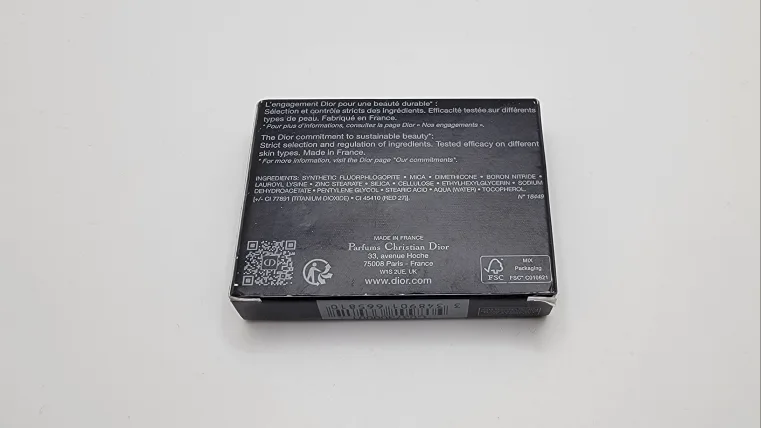 L'engagement Dior pour une beauté durable* :
Sélection et contrôle stricts des ingrédients. Efficacité testée sur différents
types de peau. Fabriqué en France.
* Pour plus d'informations, consultez la page Dior « Nos engagements ».
The Dior commitment to sustainable beauty*:
Strict selection and regulation of ingredients. Tested efficacy on different
skin types. Made in France.
* For more information, visit the Dior page "Our commitments".
INGREDIENTS: SYNTHETIC FLUORPHLOGOPITE • MICA • DIMETHICONE • BORON NITRIDE •
LAUROYL LYSINE • ZINC STEARATE • SILICA • CELLULOSE • ETHYLHEXYLGLYCERIN • SODIUM
DEHYDROACETATE • PENTYLENE GLYCOL • STEARIC ACID • AQUA (WATER) • TOCOPHEROL.
[+/- CI 77891 (TITANIUM DIOXIDE) • CI 45410 (RED 27)].
N° 18449
MADE IN FRANCE
Parfums Christian Dior
33, avenue Hoche
75008 Paris - France
W1S 2UE, UK
www.dior.com
FSC
MIX
Packaging
FSC® C010621